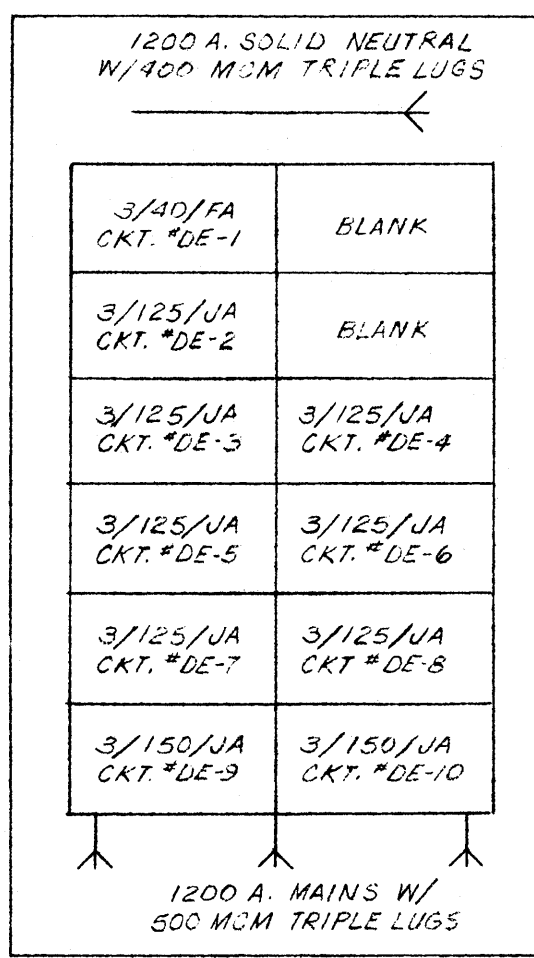 1200 A. SOLID NEUTRAL
W/400 MCM TRIPLE LUGS
3/40/FA
CKT. #DE-1
BLANK
3/125/JA
CKT. #DE-2
BLANK
3/125/JA
CKT. #DE-3
3/125/JA
CKT. #DE-4
3/125/JA
CKT. #DE-5
3/125/JA
CKT. #DE-6
3/125/JA
CKT. #DE-7
3/125/JA
CKT #DE-8
3/150/JA
CKT. #DE-9
3/150/JA
CKT. #DE-10
1200 A. MAINS W/
500 MCM TRIPLE LUGS